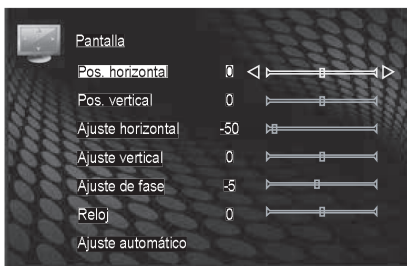 Pantalla
Pos. horizontal 0
Pos. vertical 0
Ajuste horizontal -50
Ajuste vertical 0
Ajuste de fase -5
Reloj 0
Ajuste automático